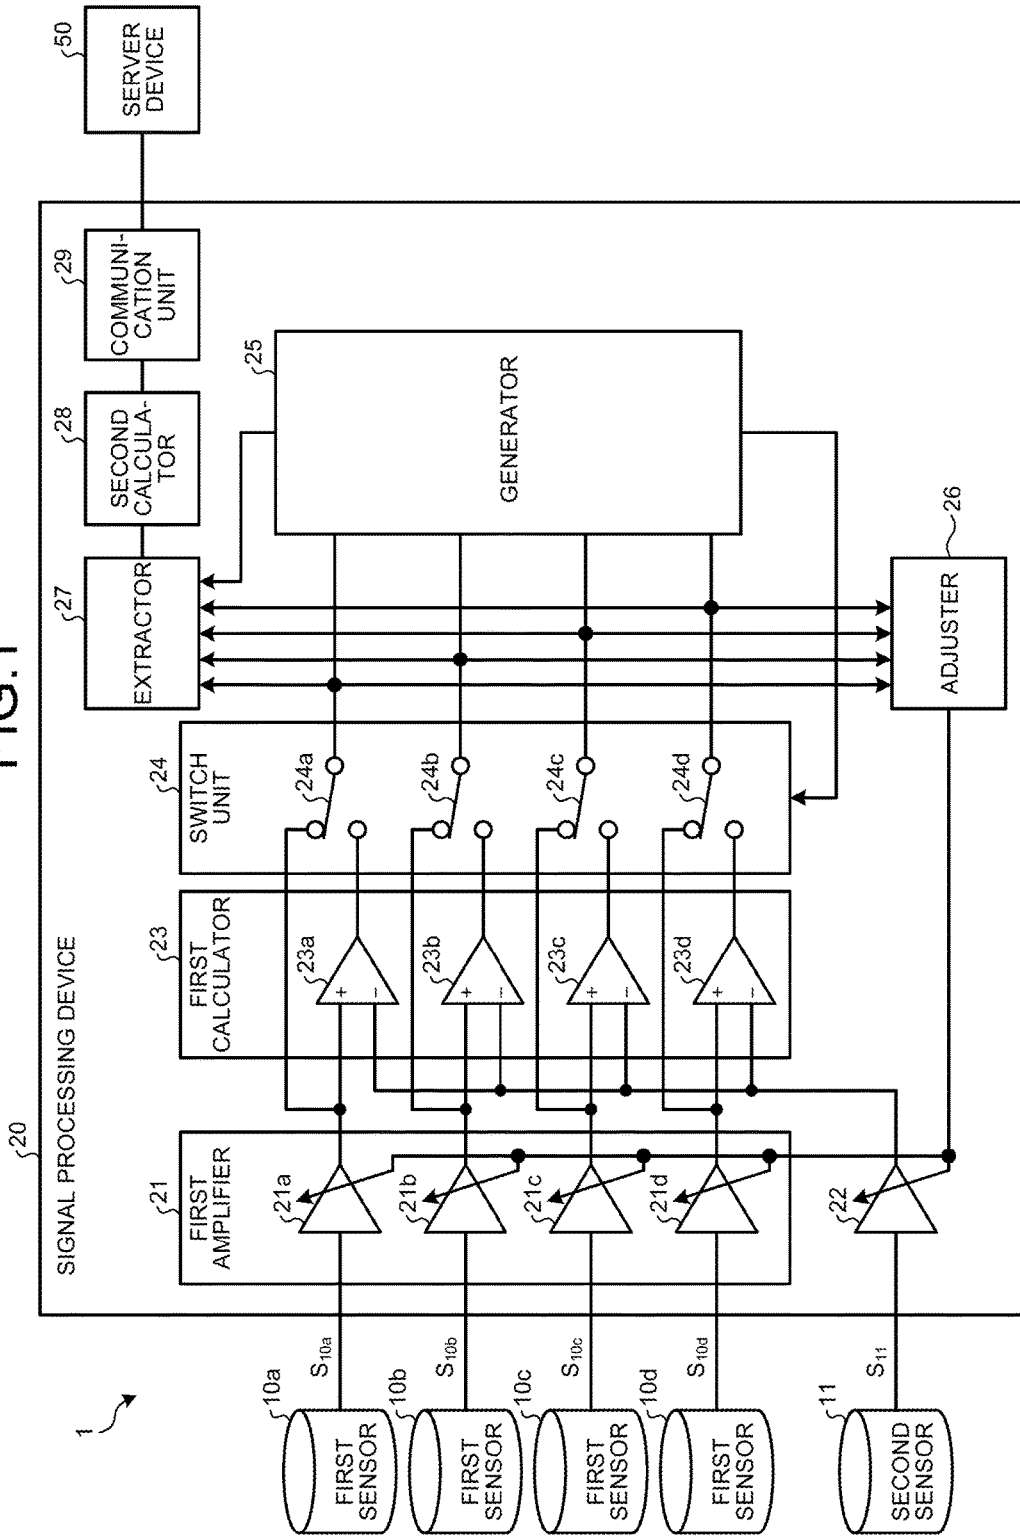 FIG.1
1
20
SIGNAL PROCESSING DEVICE
50
SERVER
DEVICE
29
COMMUNI-
CATION
UNIT
28
SECOND
CALCULA-
TOR
27
EXTRACTOR
25
GENERATOR
26
ADJUSTER
24
SWITCH
UNIT
24a
24b
24c
24d
23
FIRST
CALCULATOR
23a
+
−
23b
+
−
23c
+
−
23d
+
−
21
FIRST
AMPLIFIER
21a
21b
21c
21d
22
S10a
S10b
S10c
S10d
S11
10a
FIRST
SENSOR
10b
FIRST
SENSOR
10c
FIRST
SENSOR
10d
FIRST
SENSOR
11
SECOND
SENSOR